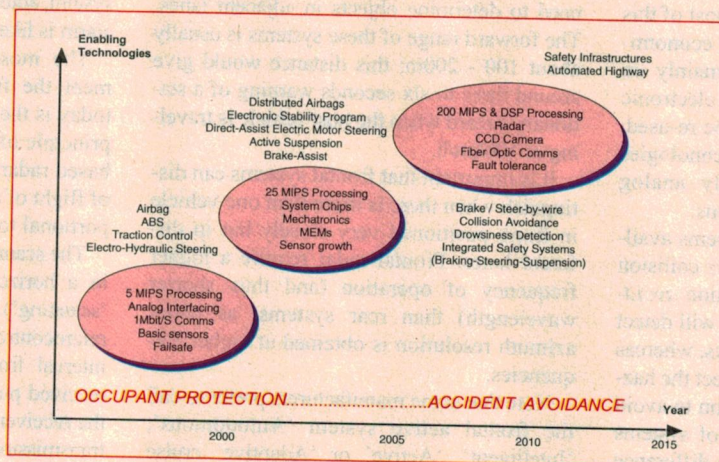 Enabling
Technologies
Safety Infrastructures
Automated Highway
Distributed Airbags
Electronic Stability Program
Direct-Assist Electric Motor Steering
Active Suspension
Brake-Assist
200 MIPS & DSP Processing
Radar
CCD Camera
Fiber Optic Comms
Fault tolerance
25 MIPS Processing
System Chips
Mechatronics
MEMs
Sensor growth
Airbag
ABS
Traction Control
Electro-Hydraulic Steering
Brake / Steer-by-wire
Collision Avoidance
Drowsiness Detection
Integrated Safety Systems
(Braking-Steering-Suspension)
5 MIPS Processing
Analog Interfacing
1Mbit/S Comms
Basic sensors
Failsafe
OCCUPANT PROTECTION.................................ACCIDENT AVOIDANCE
Year
2000 2005 2010 2015